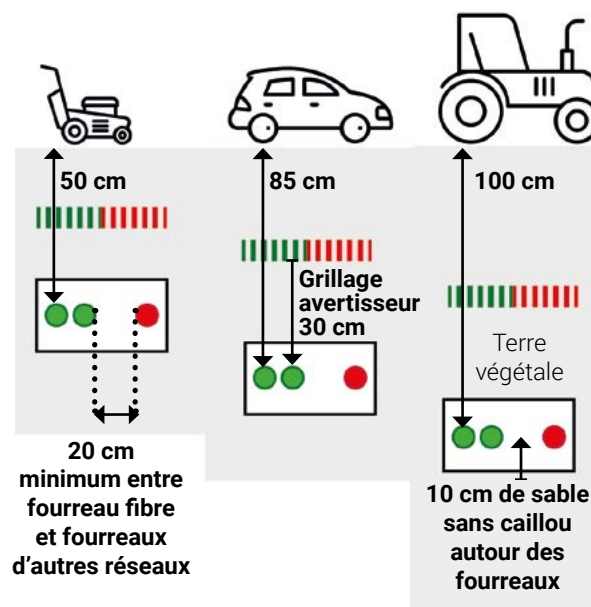 50 cm
85 cm
100 cm
Grillage
avertisseur
30 cm
Terre
végétale
20 cm
minimum entre
fourreau fibre
et fourreaux
d’autres réseaux
10 cm de sable
sans caillou
autour des
fourreaux